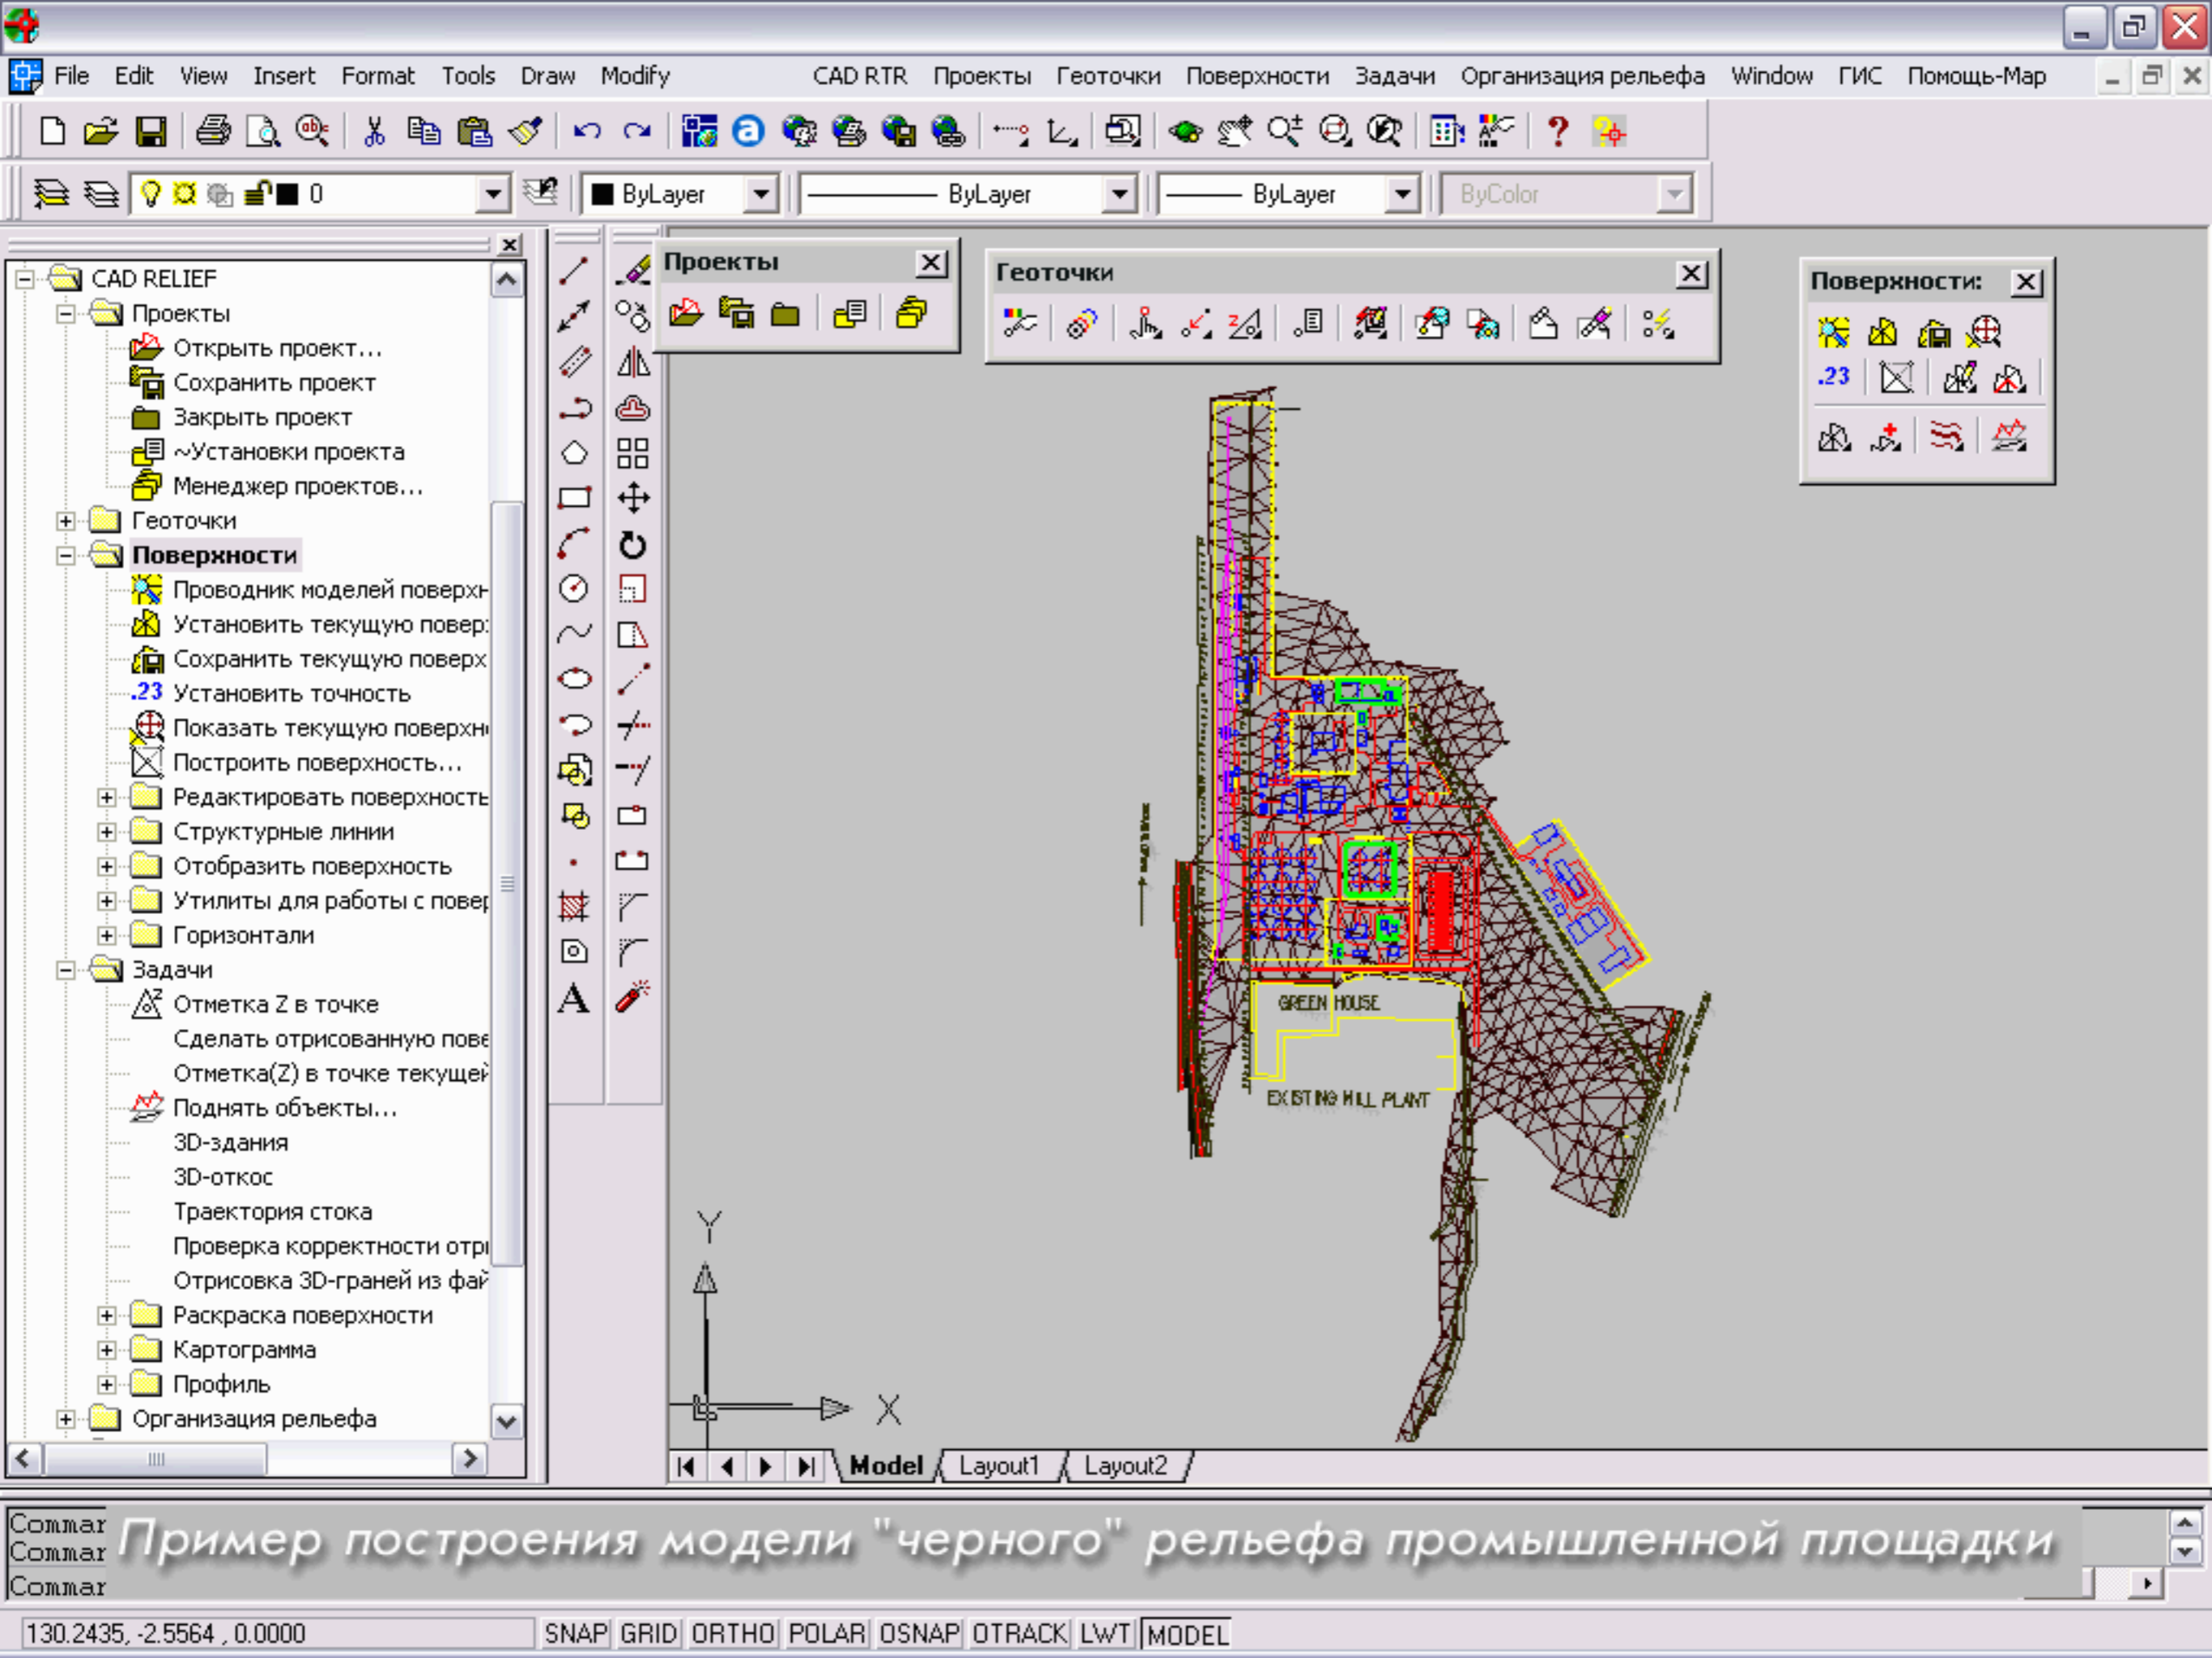 File Edit View Insert Format Tools Draw Modify CAD RTR Проекты Геоточки Поверхности Задачи Организация рельефа Window ГИС Помощь-Map
0 ByLayer ByLayer ByLayer ByColor
CAD RELIEF
Проекты
Открыть проект...
Сохранить проект
Закрыть проект
~Установки проекта
Менеджер проектов...
Геоточки
Поверхности
Проводник моделей поверхн
Установить текущую повер
Сохранить текущую поверх
.23 Установить точность
Показать текущую поверхн
Построить поверхность...
Редактировать поверхность
Структурные линии
Отобразить поверхность
Утилиты для работы с повер
Горизонтали
Задачи
Отметка Z в точке
Сделать отрисованную пове
Отметка(Z) в точке текущей
Поднять объекты...
3D-здания
3D-откос
Траектория стока
Проверка корректности отр
Отрисовка 3D-граней из фай
Раскраска поверхности
Картограмма
Профиль
Организация рельефа
A
Проекты
Геоточки
Поверхности:
.23
GREEN HOUSE
EXISTING MILL PLANT
Y
X
Model Layout1 Layout2
Commar
Commar
Commar
Пример построения модели "черного" рельефа промышленной площадки
130.2435, -2.5564 , 0.0000 SNAP GRID ORTHO POLAR OSNAP OTRACK LWT MODEL